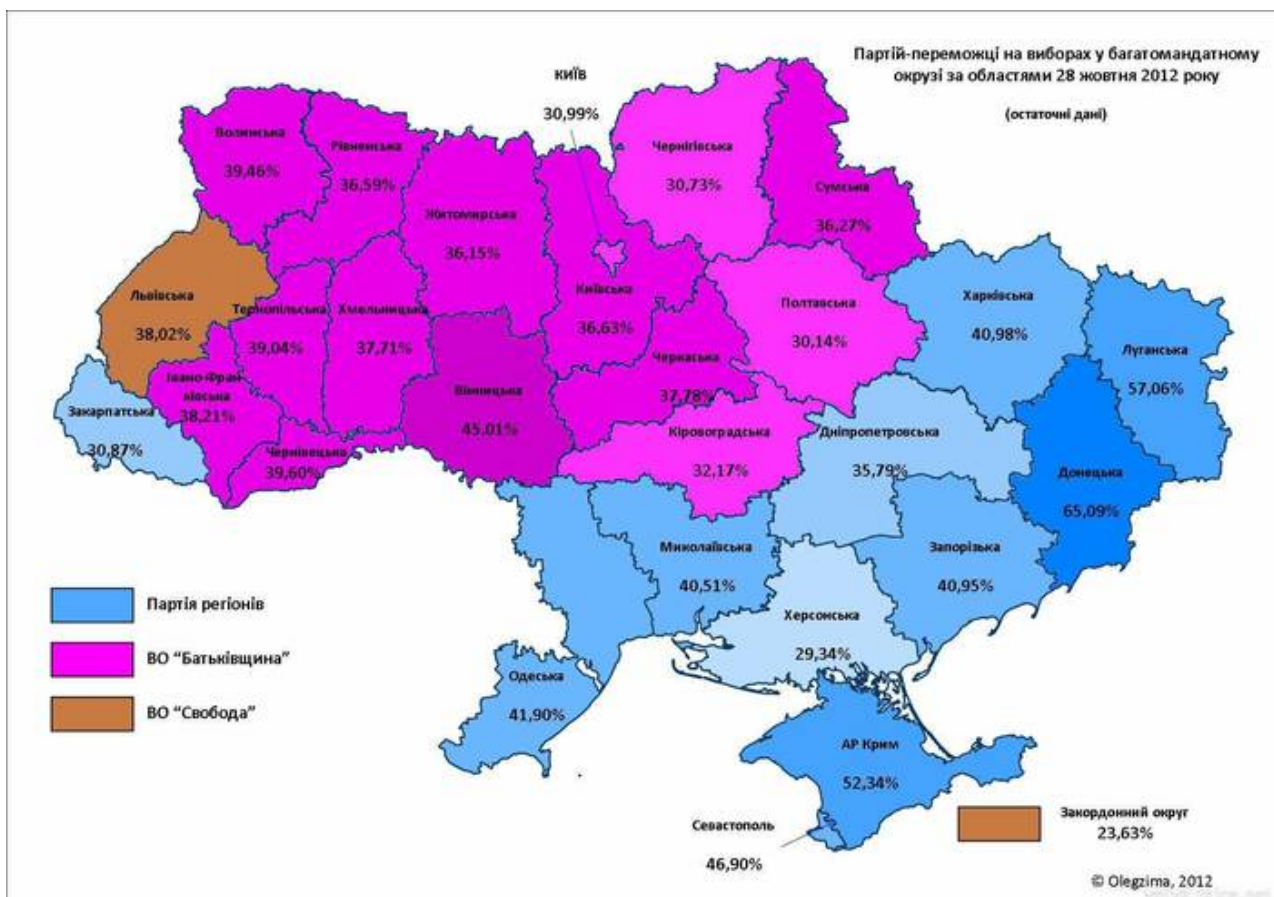 Партій-переможці на виборах у багатомандатному
окрузі за областями 28 жовтня 2012 року
(остаточні дані)
КИЇВ
30,99%
Волинська
39,46%
Рівненська
36,59%
Житомирська
36,15%
Чернігівська
30,73%
Сумська
36,27%
Львівська
38,02%
Тернопільська
39,04%
Хмельницька
37,71%
Київська
36,63%
Полтавська
30,14%
Харківська
40,98%
Луганська
57,06%
Закарпатська
30,87%
Івано-Фран
ківська
38,21%
Чернівецька
39,60%
Вінницька
45,01%
Черкаська
37,78%
Кіровоградська
32,17%
Дніпропетровська
35,79%
Донецька
65,09%
Миколаївська
40,51%
Запорізька
40,95%
Херсонська
29,34%
Одеська
41,90%
АР Крим
52,34%
Севастополь
46,90%
Партія регіонів
ВО “Батьківщина”
ВО “Свобода”
Закордонний округ
23,63%
© Olegzima, 2012